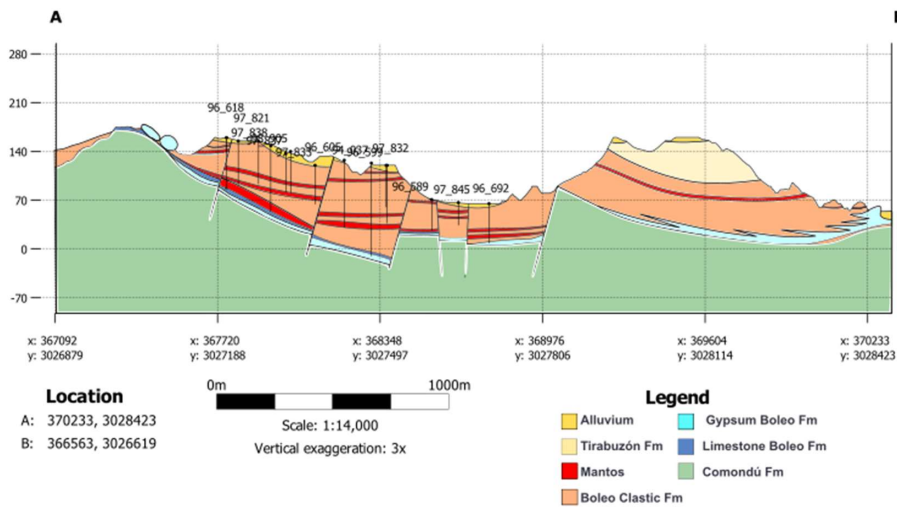 A
280
210
140
70
0
-70
96_618
97_821
97_838
97_833
96_605
97_832
96_589
97_845
96_692
x: 367092
y: 3026879
x: 367720
y: 3027188
x: 368348
y: 3027497
x: 368976
y: 3027806
x: 369604
y: 3028114
x: 370233
y: 3028423
Location
A: 370233, 3028423
B: 366563, 3026619
0m 1000m
Scale: 1:14,000
Vertical exaggeration: 3x
Legend
Alluvium
Tirabuzón Fm
Mantos
Boleo Clastic Fm
Gypsum Boleo Fm
Limestone Boleo Fm
Comondú Fm